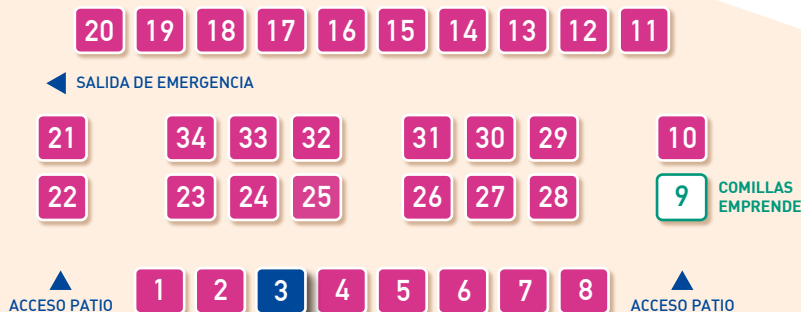 20 19 18 17 16 15 14 13 12 11
SALIDA DE EMERGENCIA
21 34 33 32 31 30 29 10
22 23 24 25 26 27 28 9 COMILLAS
EMPRENDE
1 2 3 4 5 6 7 8
ACCESO PATIO ACCESO PATIO